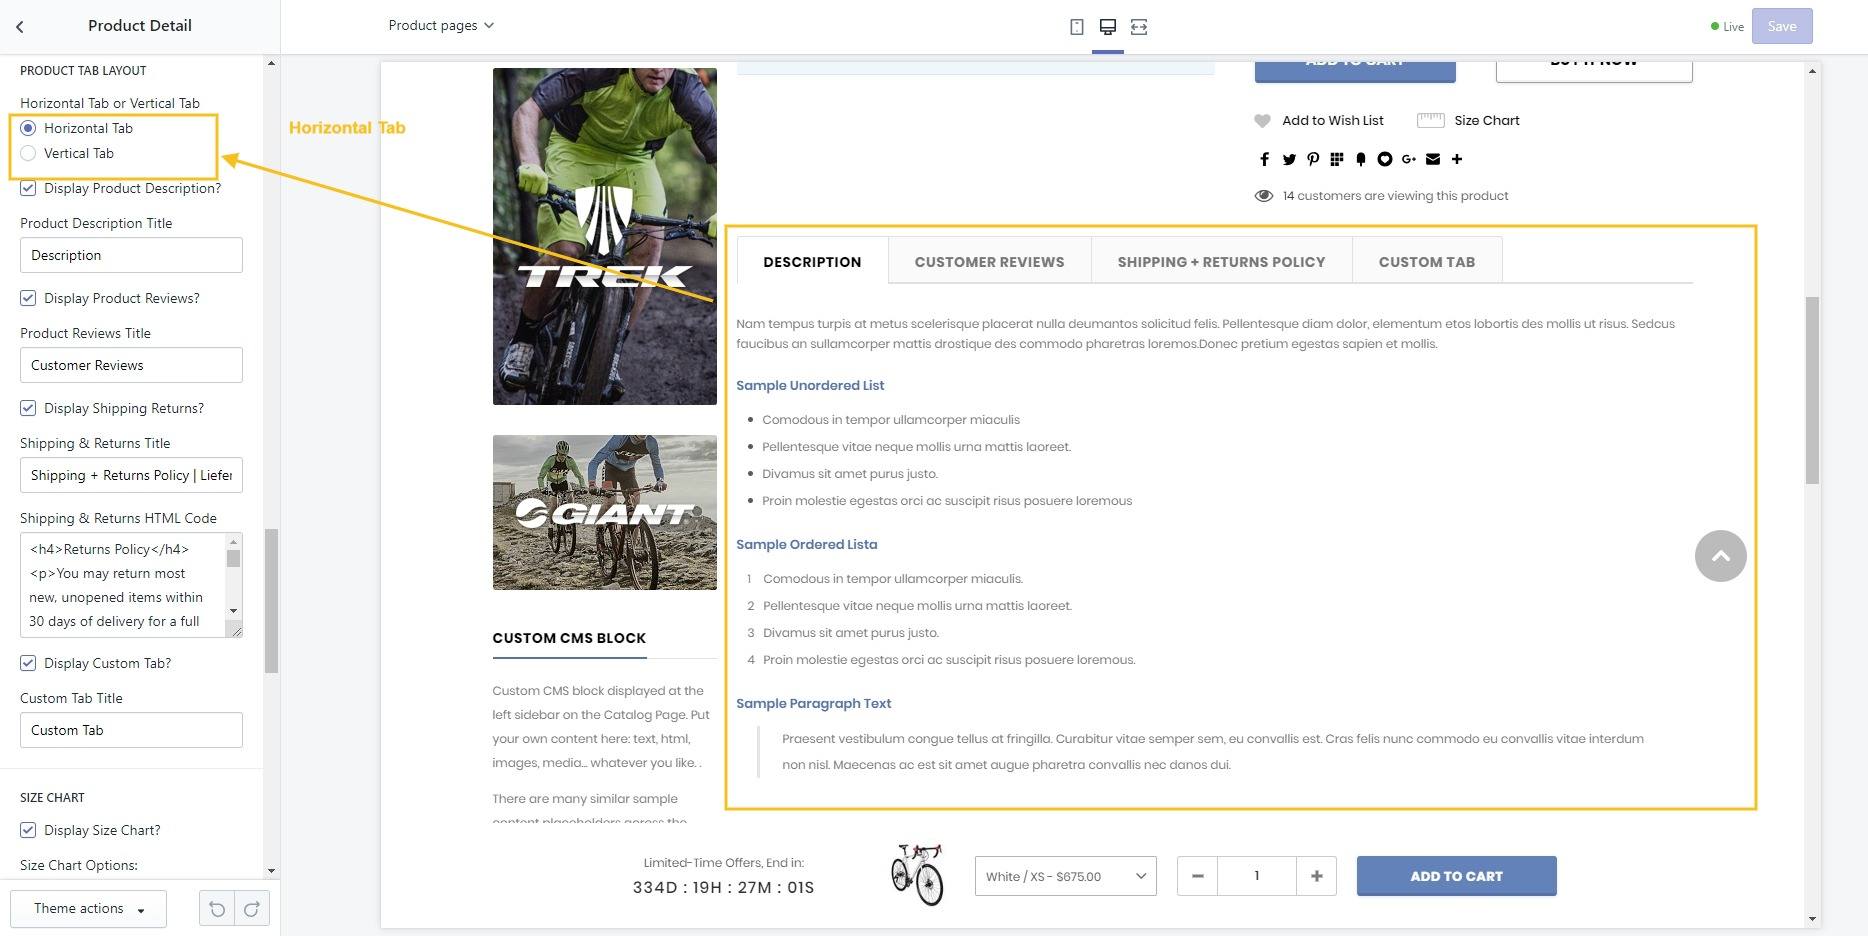 Product Detail
Product pages
Live
Save
PRODUCT TAB LAYOUT
Horizontal Tab or Vertical Tab
Horizontal Tab
Vertical Tab
Display Product Description?
Product Description Title
Description
Display Product Reviews?
Product Reviews Title
Customer Reviews
Display Shipping Returns?
Shipping & Returns Title
Shipping + Returns Policy | Liefer
Shipping & Returns HTML Code
<h4>Returns Policy</h4>
<p>You may return most
new, unopened items within
30 days of delivery for a full
Display Custom Tab?
Custom Tab Title
Custom Tab
SIZE CHART
Display Size Chart?
Size Chart Options:
Theme actions
Horizontal Tab
TREK
GIANT
CUSTOM CMS BLOCK
Custom CMS block displayed at the
left sidebar on the Catalog Page. Put
your own content here: text, html,
images, media... whatever you like. .
There are many similar sample
content placeholders across the
ADD TO CART
BUY IT NOW
Add to Wish List
Size Chart
14 customers are viewing this product
DESCRIPTION
CUSTOMER REVIEWS
SHIPPING + RETURNS POLICY
CUSTOM TAB
Nam tempus turpis at metus scelerisque placerat nulla deumantos solicitud felis. Pellentesque diam dolor, elementum etos lobortis des mollis ut risus. Sedcus
faucibus an sullamcorper mattis drostique des commodo pharetras loremos.Donec pretium egestas sapien et mollis.
Sample Unordered List
Comodous in tempor ullamcorper miaculis
Pellentesque vitae neque mollis urna mattis laoreet.
Divamus sit amet purus justo.
Proin molestie egestas orci ac suscipit risus posuere loremous
Sample Ordered Lista
1 Comodous in tempor ullamcorper miaculis.
2 Pellentesque vitae neque mollis urna mattis laoreet.
3 Divamus sit amet purus justo.
4 Proin molestie egestas orci ac suscipit risus posuere loremous.
Sample Paragraph Text
Praesent vestibulum congue tellus at fringilla. Curabitur vitae semper sem, eu convallis est. Cras felis nunc commodo eu convallis vitae interdum
non nisl. Maecenas ac est sit amet augue pharetra convallis nec danos dui.
Limited-Time Offers, End in:
334D : 19H : 27M : 01S
White / XS - $675.00
1
ADD TO CART